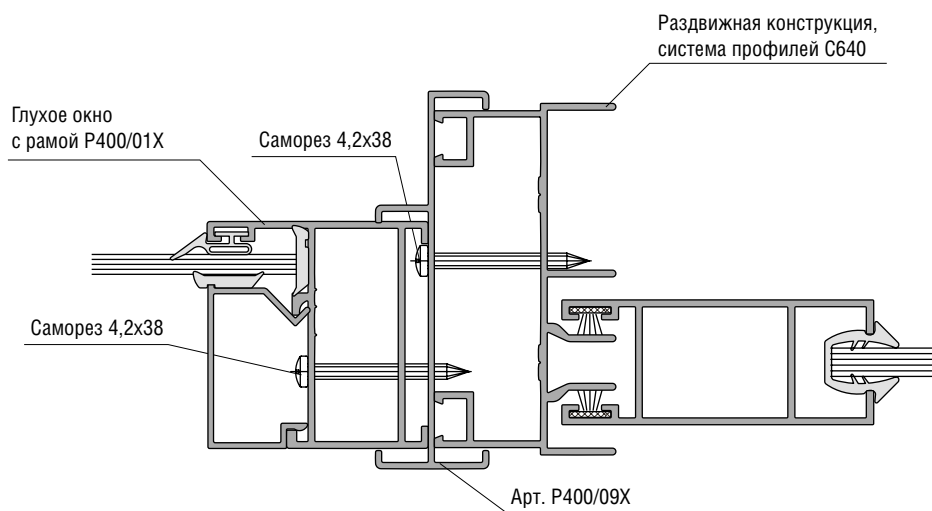 Раздвижная конструкция,
система профилей С640
Глухое окно
с рамой Р400/01Х
Саморез 4,2х38
Саморез 4,2х38
Арт. Р400/09Х